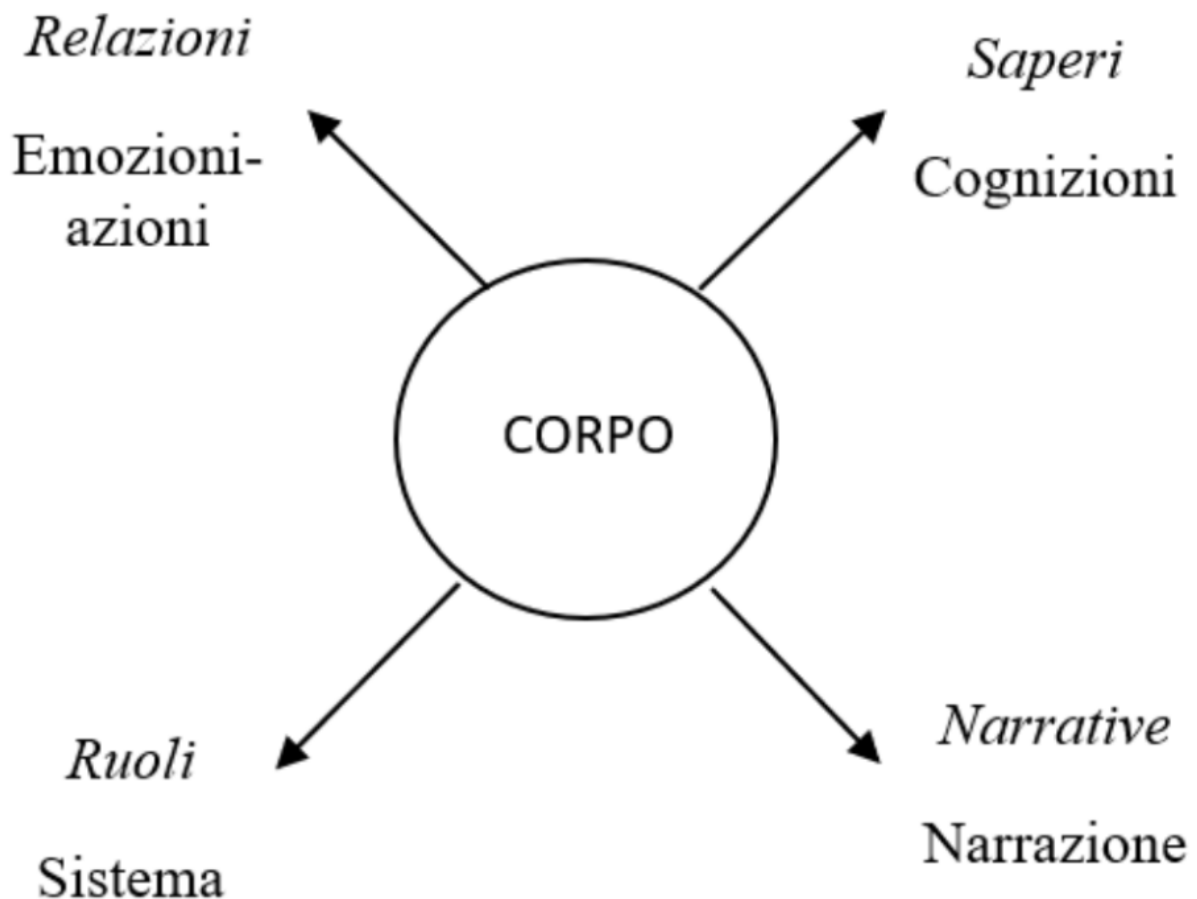 Relazioni
Emozioni-
azioni
Saperi
Cognizioni
CORPO
Ruoli
Sistema
Narrative
Narrazione